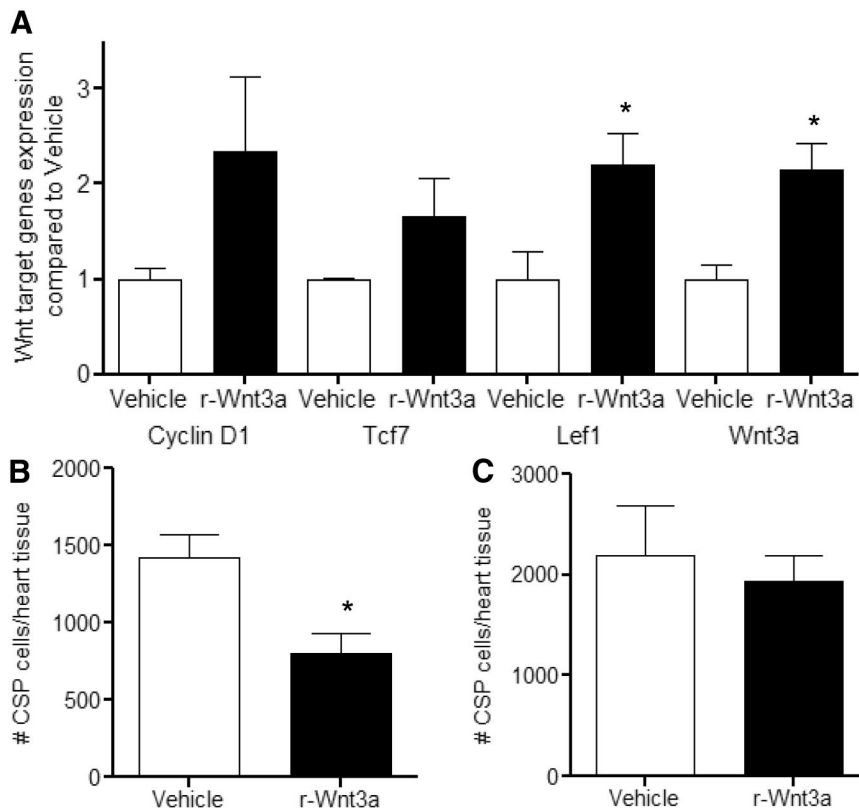 A
Wnt target genes expression
compared to Vehicle
3
2
1
0
*
*
Vehicle r-Wnt3a Vehicle r-Wnt3a Vehicle r-Wnt3a Vehicle r-Wnt3a
Cyclin D1 Tcf7 Lef1 Wnt3a
B
# CSP cells/heart tissue
2000
1500
1000
500
0
*
Vehicle r-Wnt3a
C
# CSP cells/heart tissue
3000
2000
1000
0
Vehicle r-Wnt3a